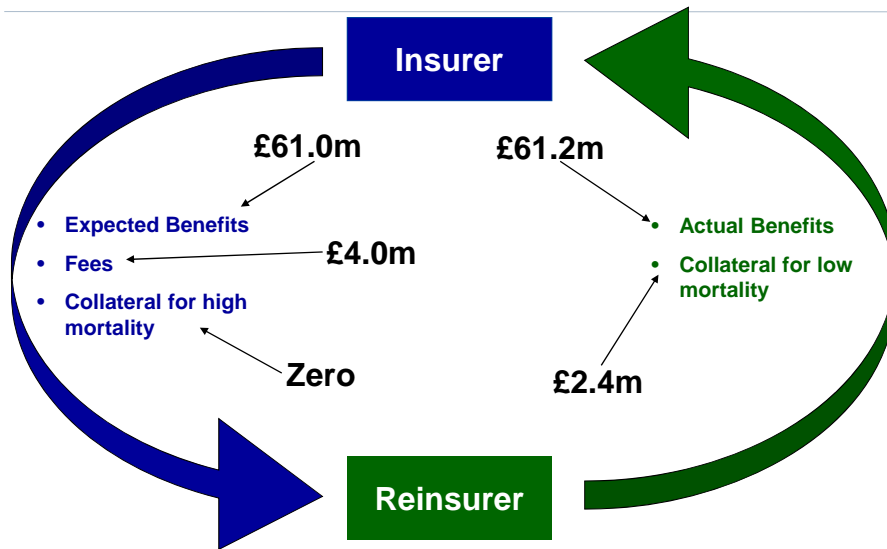 Insurer
£61.0m
£61.2m
• Expected Benefits
• Fees
• Collateral for high
mortality
£4.0m
• Actual Benefits
• Collateral for low
mortality
Zero
£2.4m
Reinsurer